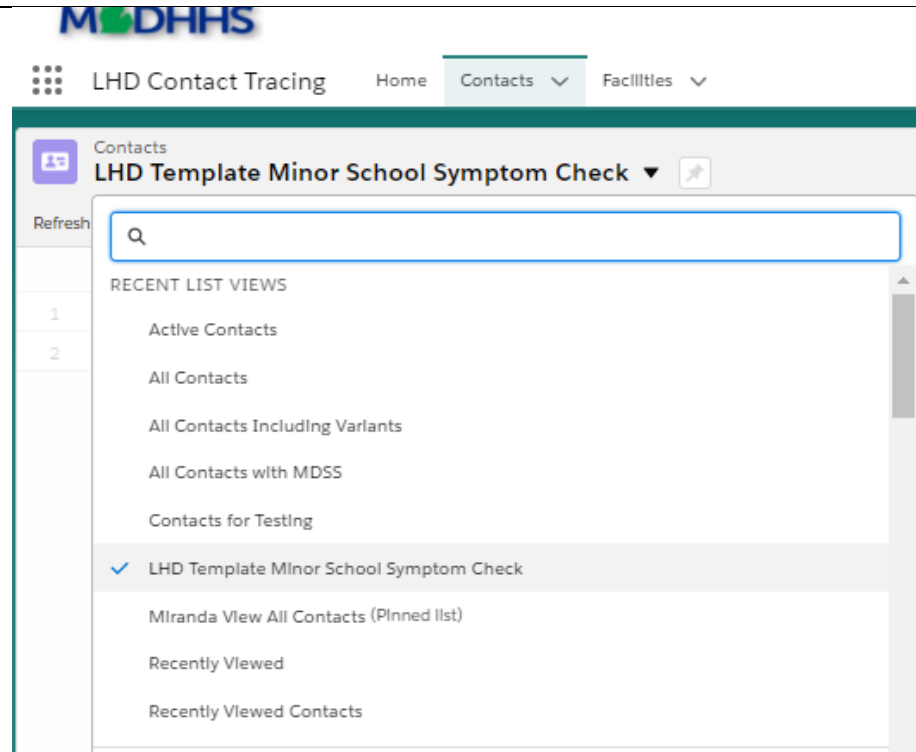 MDHHS
LHD Contact Tracing Home Contacts Facilities
Contacts
LHD Template Minor School Symptom Check
Refresh
RECENT LIST VIEWS
1
Active Contacts
2
All Contacts
All Contacts Including Variants
All Contacts with MDSS
Contacts for Testing
LHD Template Minor School Symptom Check
Miranda View All Contacts (Pinned list)
Recently Viewed
Recently Viewed Contacts